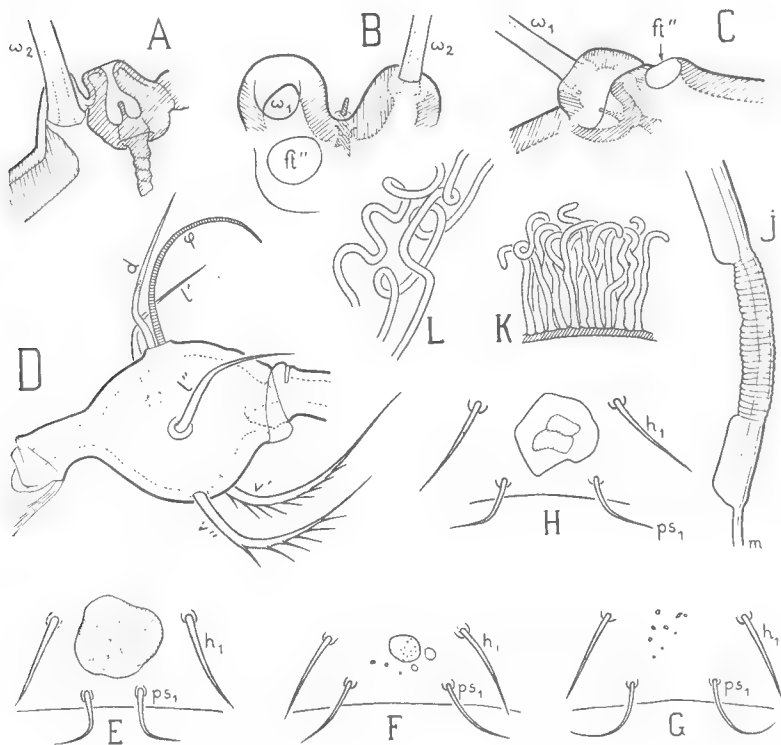 ω₂
A
B
ω₁
ω₂
ft"
ω₁
ft"
C
D
d
φ
l'
l"
v'
v"
L
K
j
m
h₁
H
ps₁
h₁
ps₁
E
h₁
ps₁
F
h₁
ps₁
G